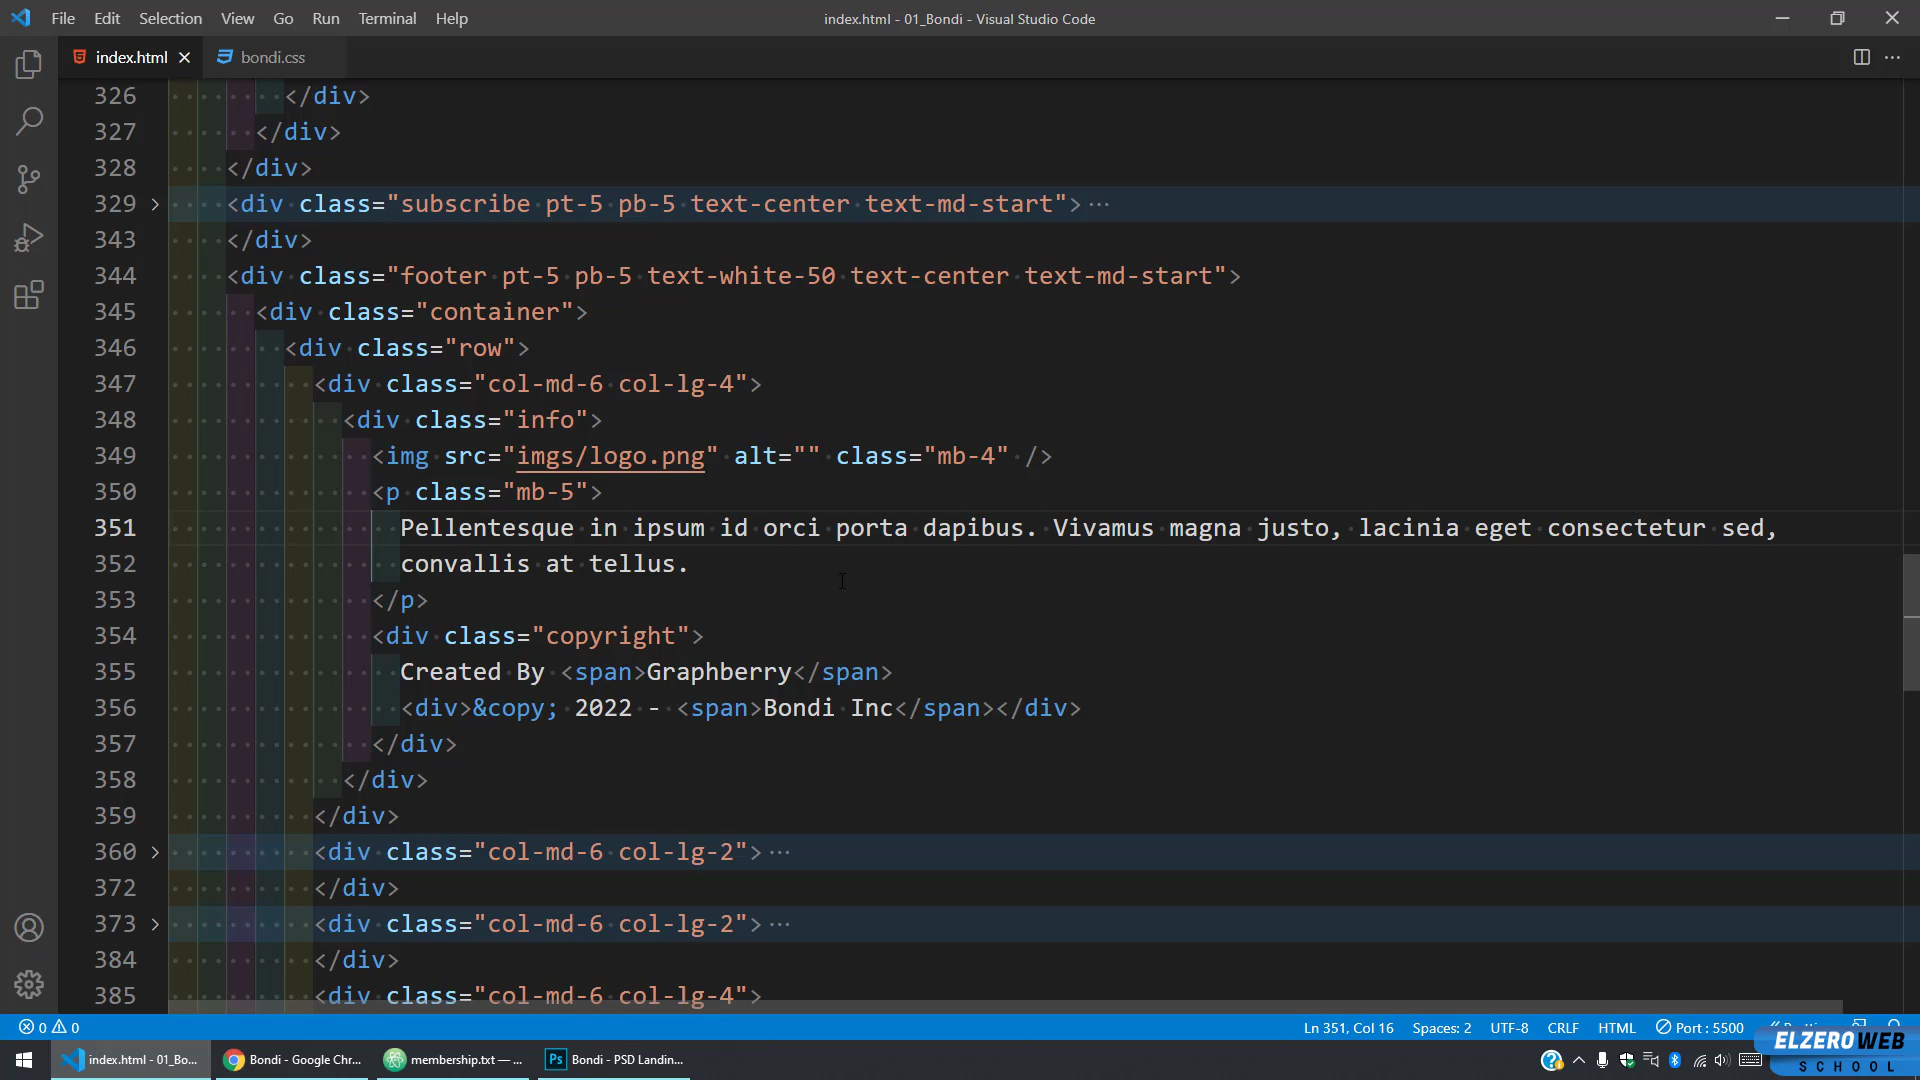 File Edit Selection View Go Run Terminal Help
index.html - 01_Bondi - Visual Studio Code
index.html
bondi.css
326 </div>
327 </div>
328 </div>
329 <div class="subscribe pt-5 pb-5 text-center text-md-start"> ···
343 </div>
344 <div class="footer pt-5 pb-5 text-white-50 text-center text-md-start">
345 <div class="container">
346 <div class="row">
347 <div class="col-md-6 col-lg-4">
348 <div class="info">
349 <img src="imgs/logo.png" alt="" class="mb-4" />
350 <p class="mb-5">
351 Pellentesque in ipsum id orci porta dapibus. Vivamus magna justo, lacinia eget consectetur sed,
352 convallis at tellus.
353 </p>
354 <div class="copyright">
355 Created By <span>Graphberry</span>
356 <div>&copy; 2022 - <span>Bondi Inc</span></div>
357 </div>
358 </div>
359 </div>
360 <div class="col-md-6 col-lg-2"> ···
372 </div>
373 <div class="col-md-6 col-lg-2"> ···
384 </div>
385 <div class="col-md-6 col-lg-4">
0 0
Ln 351, Col 16 Spaces: 2 UTF-8 CRLF HTML Port : 5500
index.html - 01_Bo...
Bondi - Google Chr...
membership.txt — ...
Ps Bondi - PSD Landin...
ELZEROWEB
SCHOOL